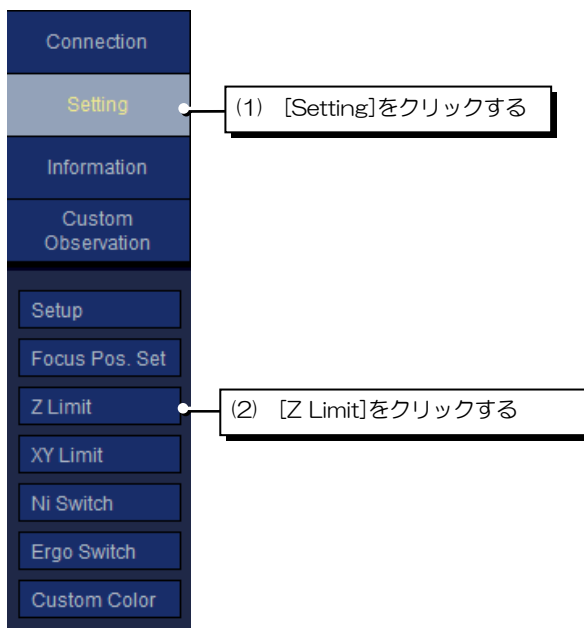 Connection
Setting
(1) [Setting]をクリックする
Information
Custom
Observation
Setup
Focus Pos. Set
Z Limit
(2) [Z Limit]をクリックする
XY Limit
Ni Switch
Ergo Switch
Custom Color